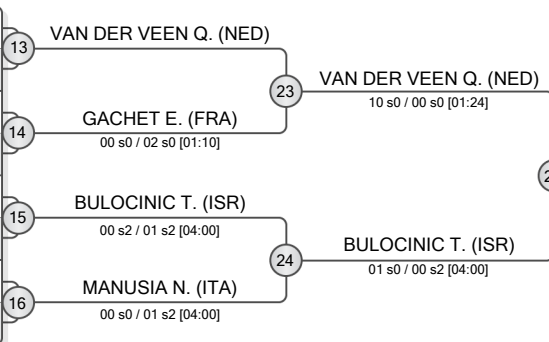 13
VAN DER VEEN Q. (NED)
23
VAN DER VEEN Q. (NED)
10 s0 / 00 s0 [01:24]
14
GACHET E. (FRA)
00 s0 / 02 s0 [01:10]
15
BULOCINIC T. (ISR)
00 s2 / 01 s2 [04:00]
24
BULOCINIC T. (ISR)
01 s0 / 00 s2 [04:00]
16
MANUSIA N. (ITA)
00 s0 / 01 s2 [04:00]